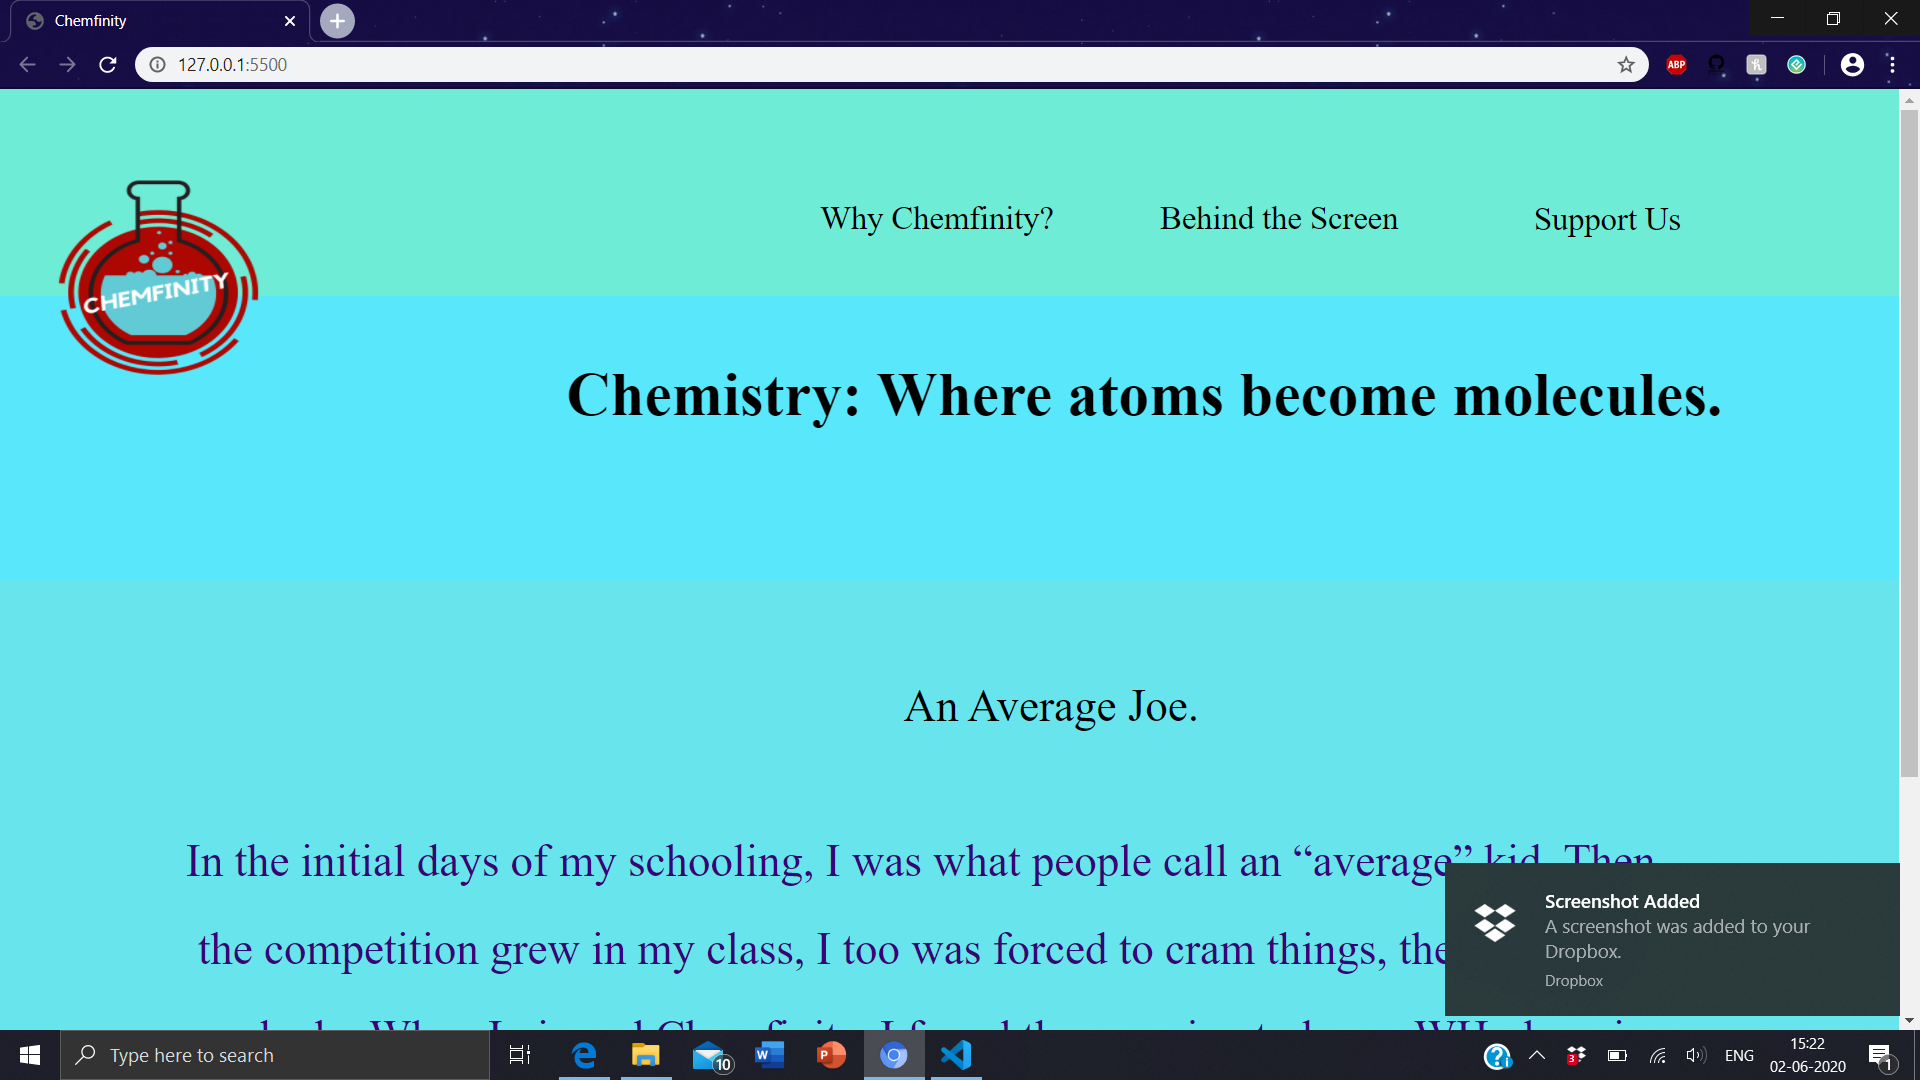 Chemfinity
127.0.0.1:5500
ABP
Why Chemfinity?
Behind the Screen
Support Us
CHEMFINITY
Chemistry: Where atoms become molecules.
An Average Joe.
In the initial days of my schooling, I was what people call an “average” kid. Then
the competition grew in my class, I too was forced to cram things,
Screenshot Added
A screenshot was added to your
Dropbox.
Dropbox
Type here to search
10
3
ENG
15:22
02-06-2020
1